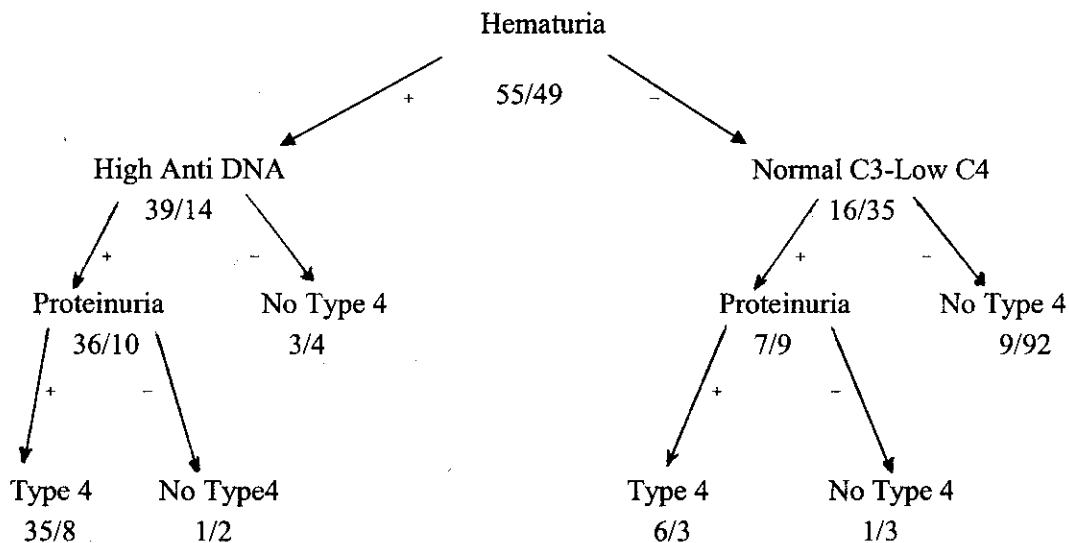 Hematuria
+ 55/49 −
High Anti DNA Normal C3-Low C4
39/14 16/35
+ − + −
Proteinuria No Type 4 Proteinuria No Type 4
36/10 3/4 7/9 9/92
+ − + −
Type 4 No Type4 Type 4 No Type 4
35/8 1/2 6/3 1/3